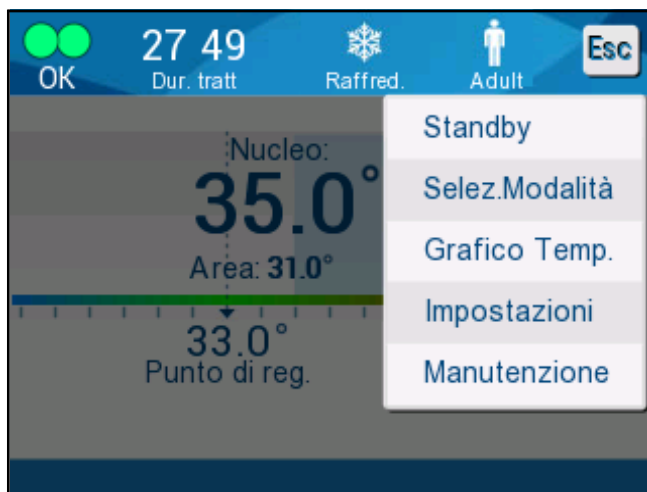 OK
27 49
Dur. tratt
Raffred.
Adult
Esc
Nucleo:
35.0°
Area: 31.0°
33.0°
Punto di reg.
Standby
Selez.Modalità
Grafico Temp.
Impostazioni
Manutenzione